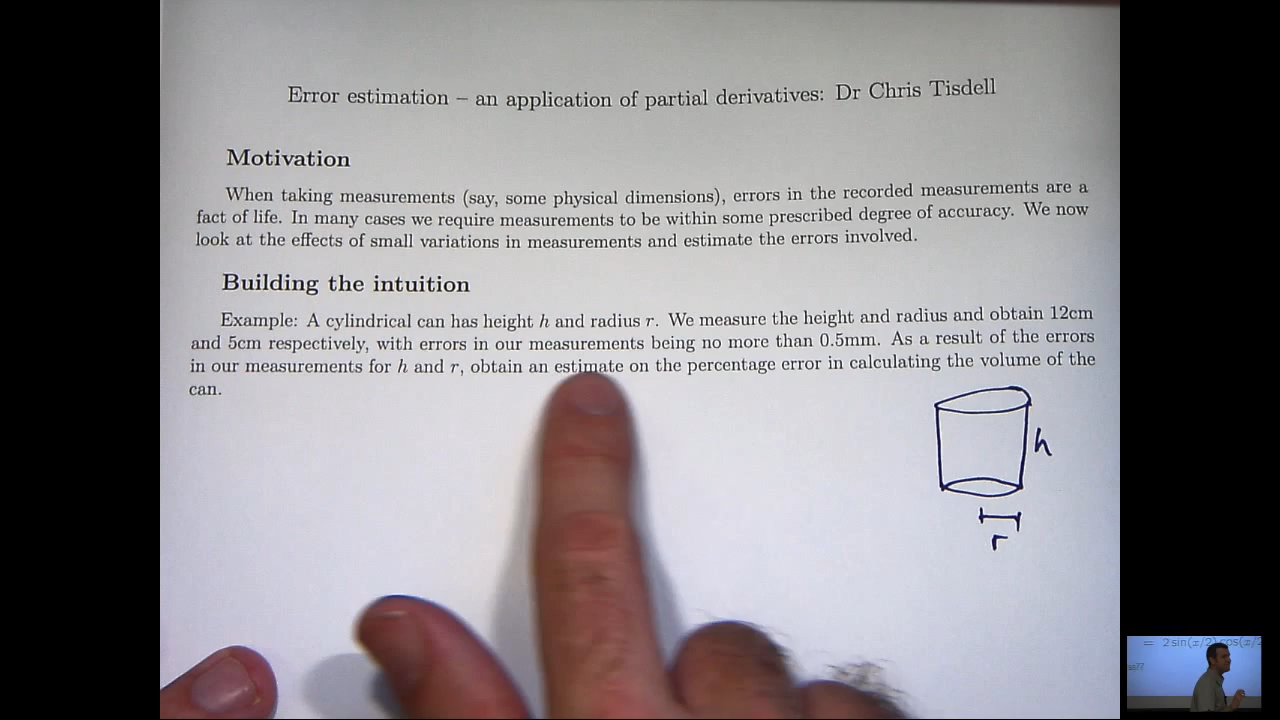 Error estimation – an application of partial derivatives: Dr Chris Tisdell
Motivation
When taking measurements (say, some physical dimensions), errors in the recorded measurements are a
fact of life. In many cases we require measurements to be within some prescribed degree of accuracy. We now
look at the effects of small variations in measurements and estimate the errors involved.
Building the intuition
Example: A cylindrical can has height h and radius r. We measure the height and radius and obtain 12cm
and 5cm respectively, with errors in our measurements being no more than 0.5mm. As a result of the errors
in our measurements for h and r, obtain an estimate on the percentage error in calculating the volume of the
can.
h
r